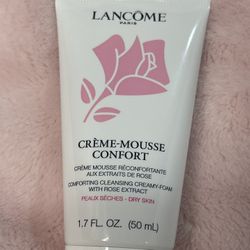 LANCÔME
PARIS
CRÈME-MOUSSE
CONFORT
CRÈME MOUSSE RÉCONFORTANTE
AUX EXTRAITS DE ROSE
COMFORTING CLEANSING CREAMY-FOAM
WITH ROSE EXTRACT
PEAUX SÈCHES - DRY SKIN
1.7 FL. OZ. (50 mL)